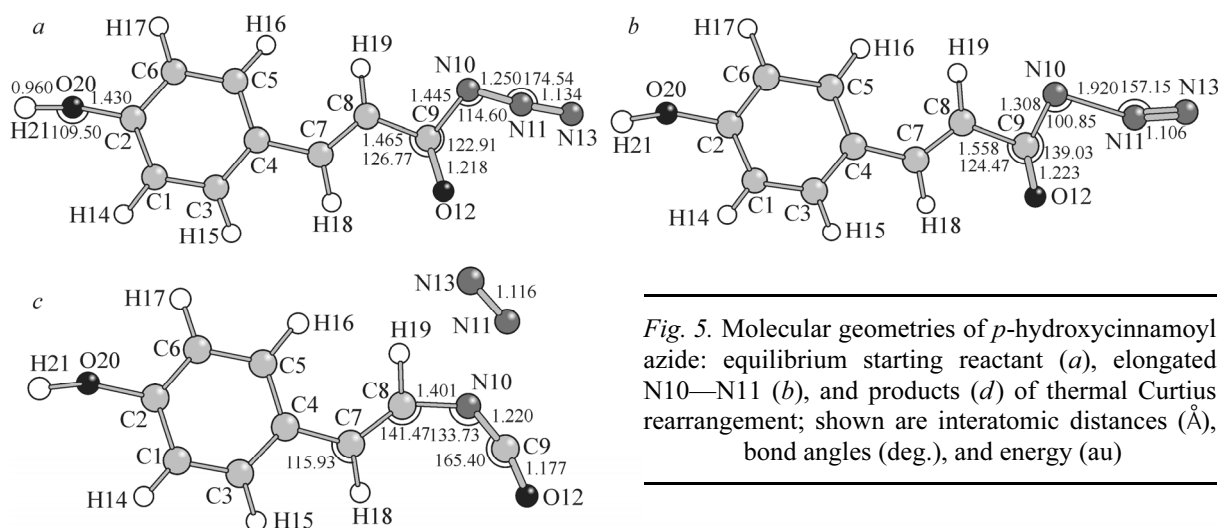 a
H17
H16
H19
0.960
O20
C6
C5
C8
N10
1.250
174.54
1.134
1.430
1.445
114.60
N11
N13
H21
109.50
C2
C7
C9
C4
1.465
126.77
122.91
1.218
C1
C3
O12
H14
H15
H18
b
H17
H16
H19
N10
N13
O20
C6
C5
C8
1.920
157.15
1.308
100.85
H21
C2
C7
C9
N11
1.106
C4
1.558
124.47
139.03
1.223
C1
C3
O12
H14
H15
H18
c
N13
1.116
H17
N11
H16
H19
H21
O20
C6
C5
C8
N10
1.401
C2
C4
C7
1.220
141.47
133.73
C9
115.93
165.40
1.177
C1
C3
O12
H14
H15
H18
Fig. 5. Molecular geometries of p-hydroxycinnamoyl
azide: equilibrium starting reactant (a), elongated
N10—N11 (b), and products (d) of thermal Curtius
rearrangement; shown are interatomic distances (Å),
bond angles (deg.), and energy (au)